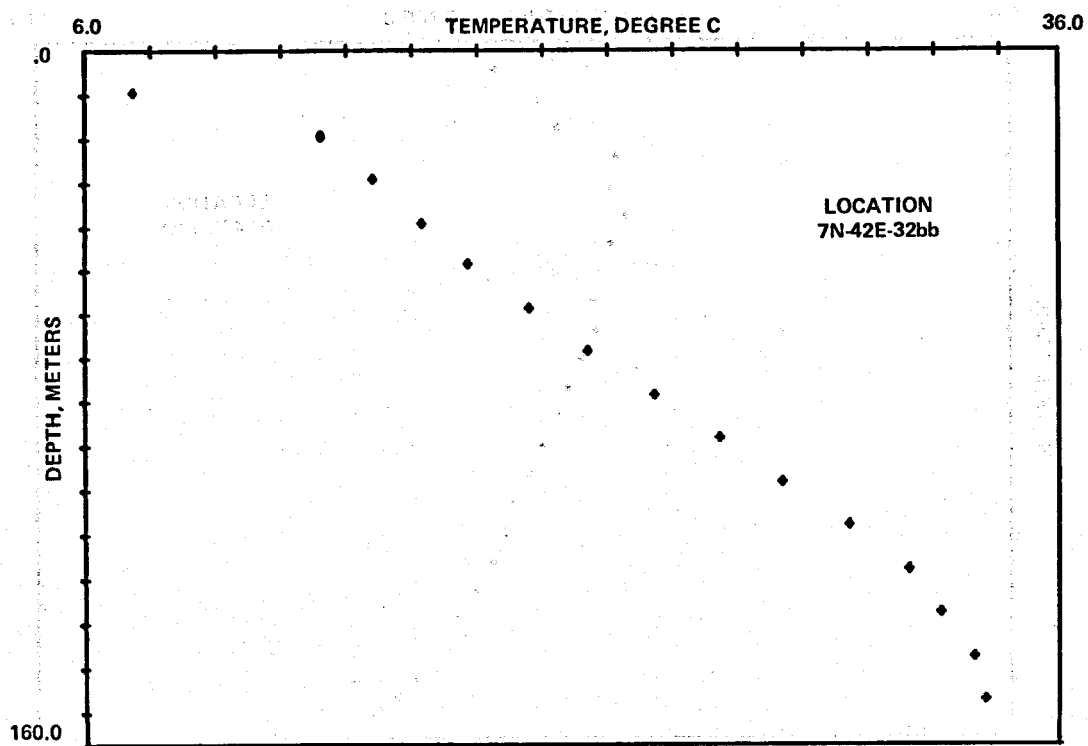 6.0
TEMPERATURE, DEGREE C
36.0
.0
LOCATION
7N-42E-32bb
DEPTH, METERS
160.0